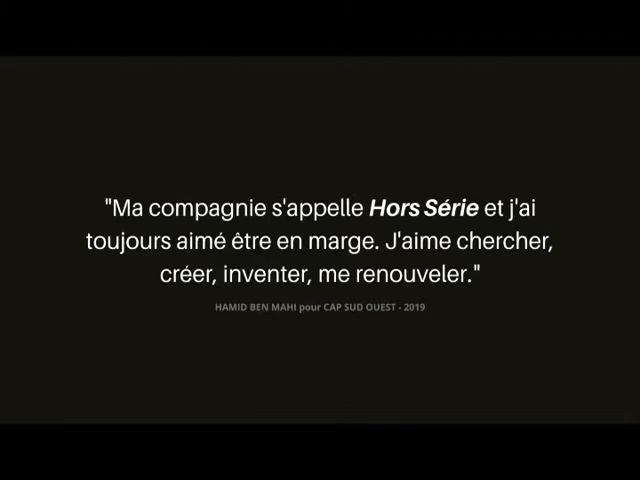 "Ma compagnie s'appelle Hors Série et j'ai
toujours aimé être en marge. J'aime chercher,
créer, inventer, me renouveler."
HAMID BEN MAHI pour CAP SUD OUEST - 2019